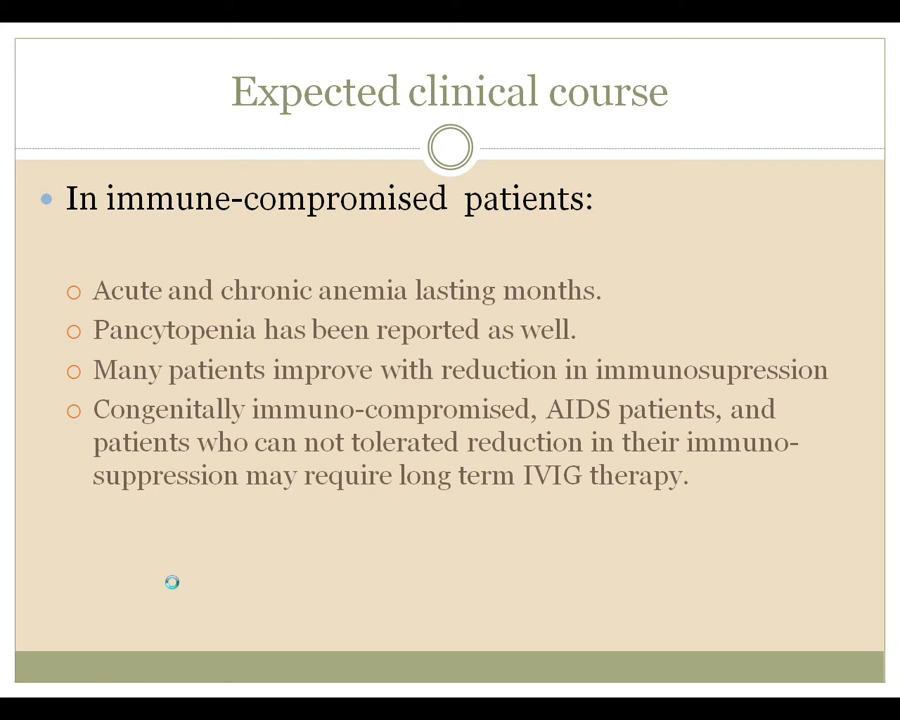 Expected clinical course
In immune-compromised patients:
Acute and chronic anemia lasting months.
Pancytopenia has been reported as well.
Many patients improve with reduction in immunosupression
Congenitally immuno-compromised, AIDS patients, and
patients who can not tolerated reduction in their immuno-
suppression may require long term IVIG therapy.